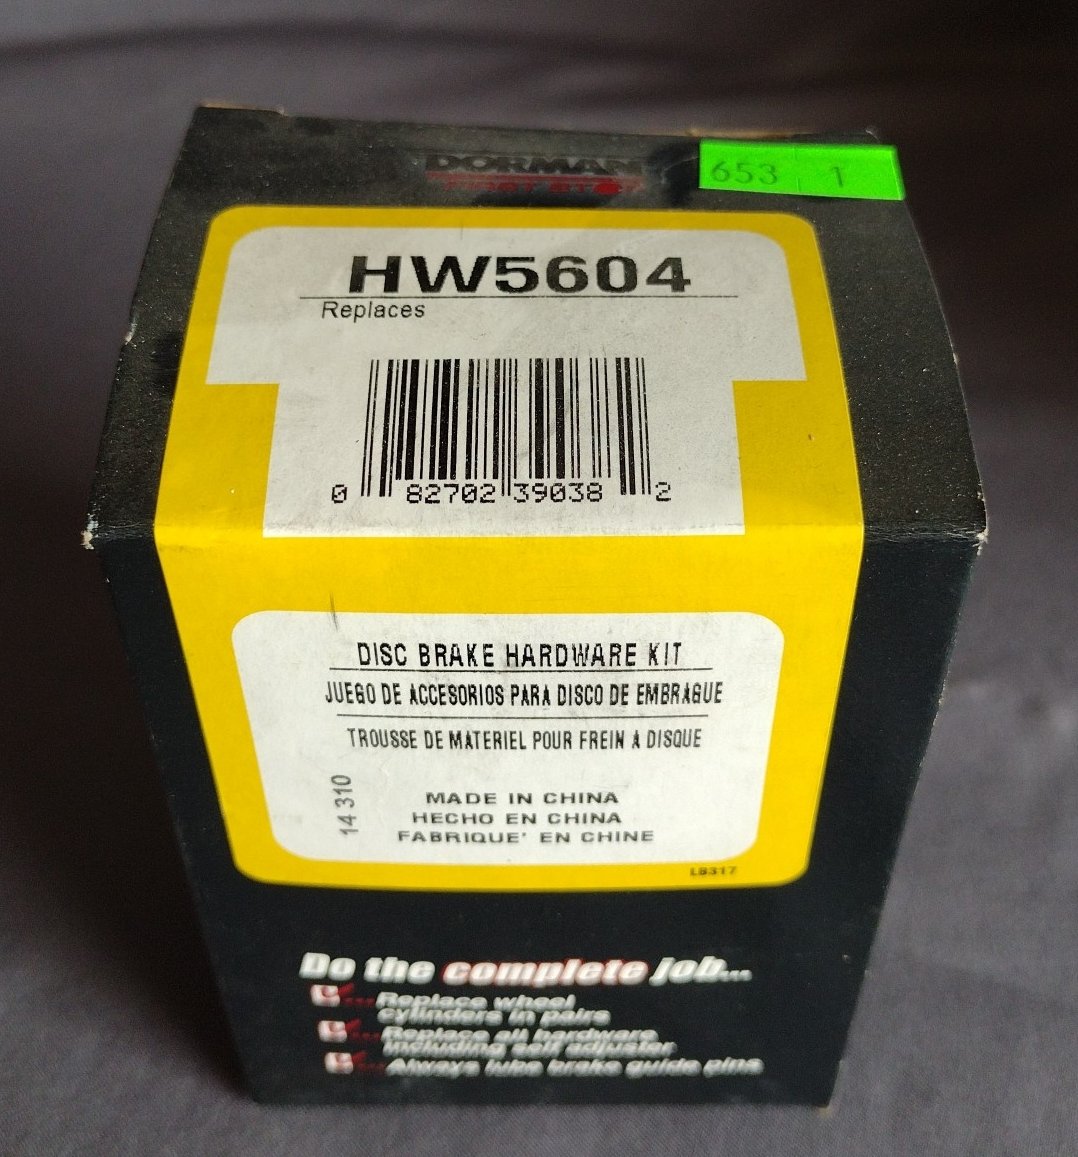 DORMAN
FIRST STOP
653 1
HW5604
Replaces
0 82702 39038 2
DISC BRAKE HARDWARE KIT
JUEGO DE ACCESORIOS PARA DISCO DE EMBRAGUE
TROUSSE DE MATERIEL POUR FREIN A DISQUE
14 310
MADE IN CHINA
HECHO EN CHINA
FABRIQUE' EN CHINE
LB317
Do the complete job...
Replace wheel
cylinders in pairs
Replace all hardware
including self adjuster
Always lube brake guide pins